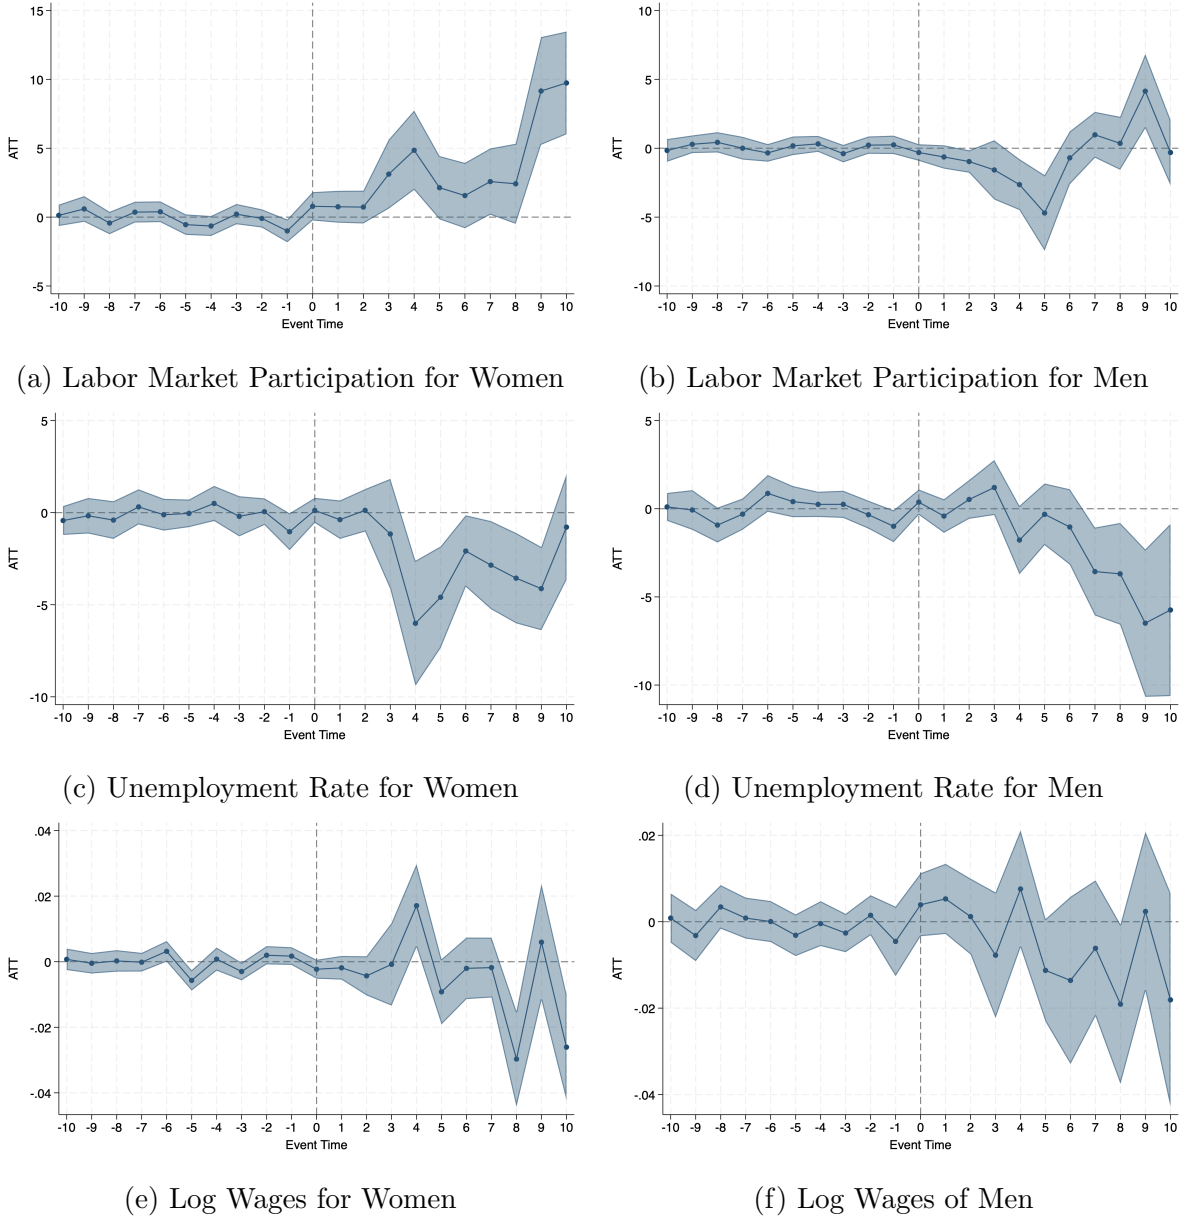 15
10
5
0
-5
ATT
-10 -9 -8 -7 -6 -5 -4 -3 -2 -1 0 1 2 3 4 5 6 7 8 9 10
Event Time
(a) Labor Market Participation for Women
10
5
0
-5
-10
ATT
-10 -9 -8 -7 -6 -5 -4 -3 -2 -1 0 1 2 3 4 5 6 7 8 9 10
Event Time
(b) Labor Market Participation for Men
5
0
-5
-10
ATT
-10 -9 -8 -7 -6 -5 -4 -3 -2 -1 0 1 2 3 4 5 6 7 8 9 10
Event Time
(c) Unemployment Rate for Women
5
0
-5
-10
ATT
-10 -9 -8 -7 -6 -5 -4 -3 -2 -1 0 1 2 3 4 5 6 7 8 9 10
Event Time
(d) Unemployment Rate for Men
.04
.02
0
-.02
-.04
ATT
-10 -9 -8 -7 -6 -5 -4 -3 -2 -1 0 1 2 3 4 5 6 7 8 9 10
Event Time
(e) Log Wages for Women
.02
0
-.02
-.04
ATT
-10 -9 -8 -7 -6 -5 -4 -3 -2 -1 0 1 2 3 4 5 6 7 8 9 10
Event Time
(f) Log Wages of Men